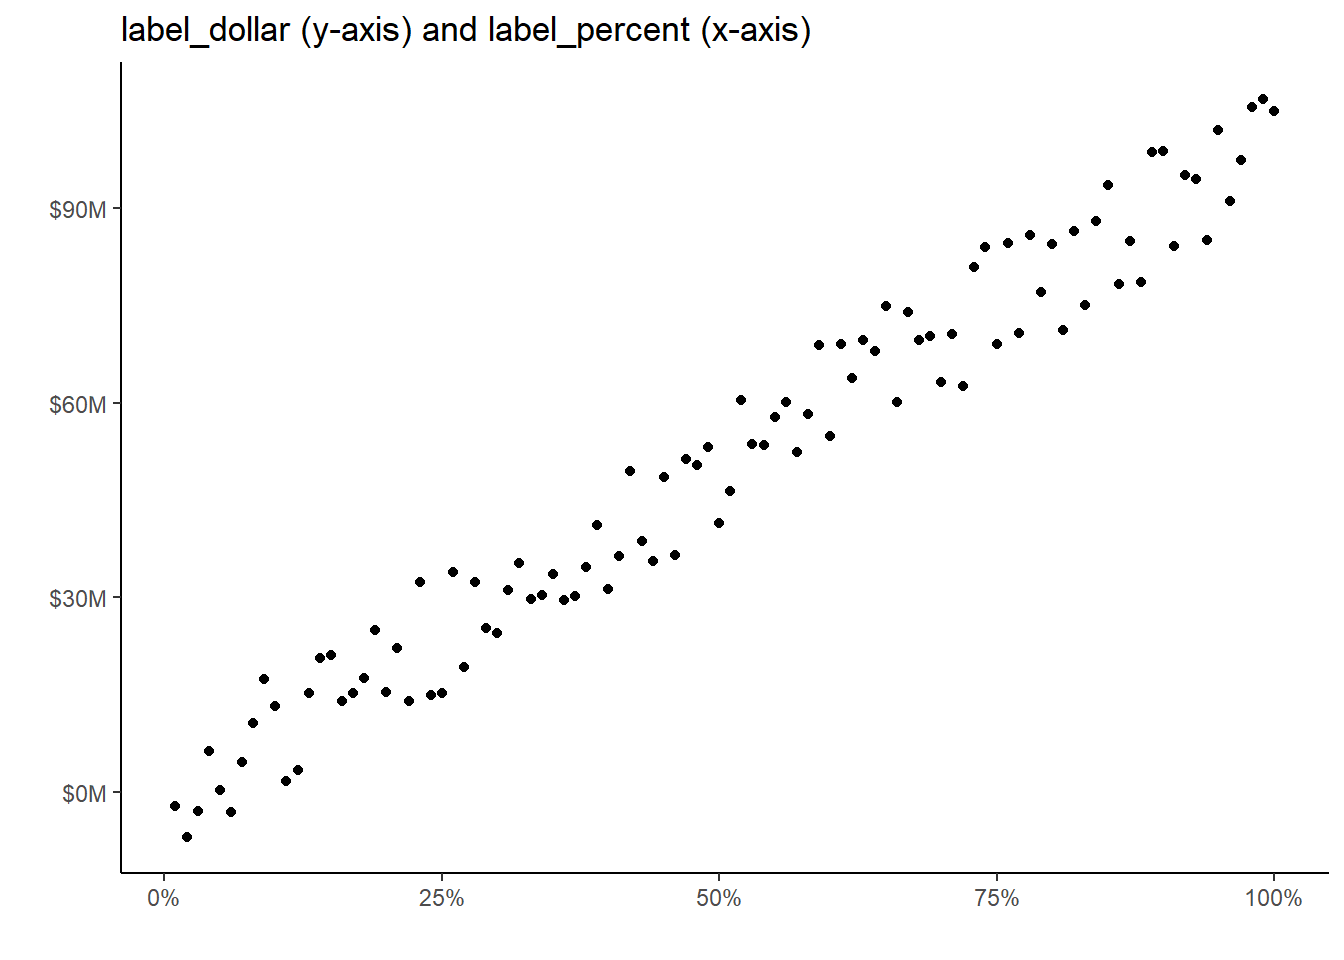 label_dollar (y-axis) and label_percent (x-axis)
$90M
$60M
$30M
$0M
0% 25% 50% 75% 100%